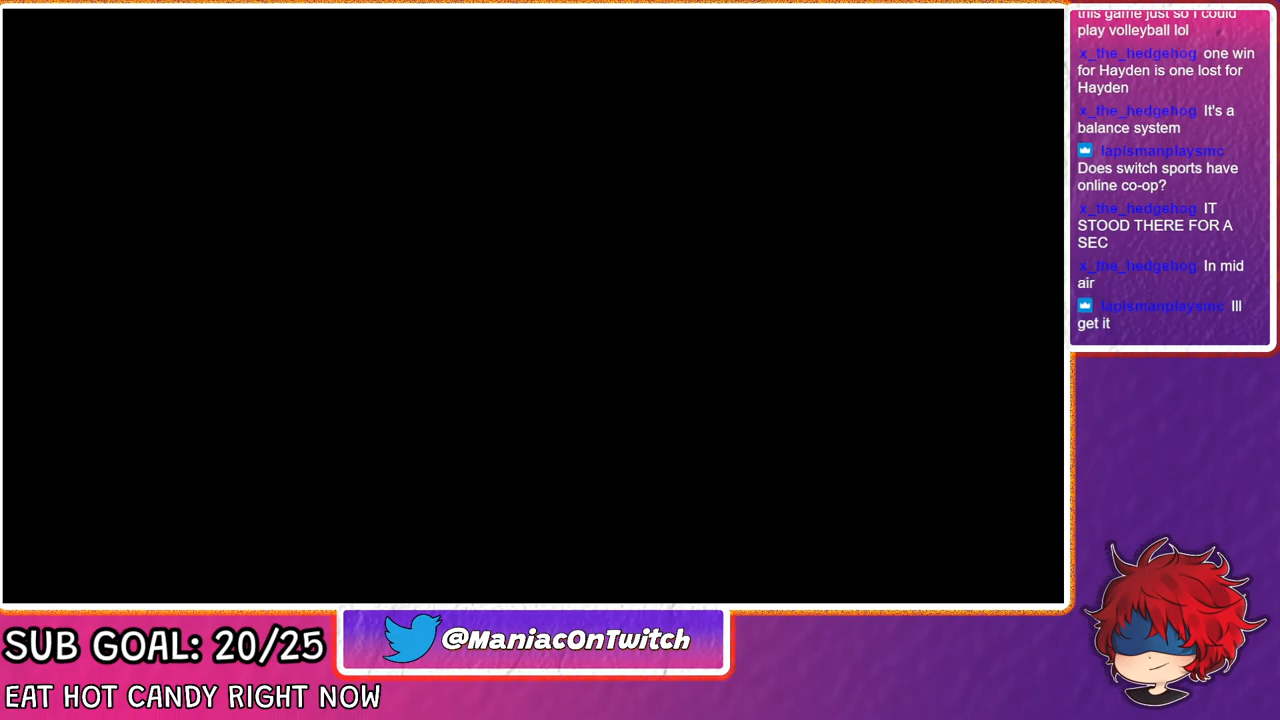 this game just so I could
play volleyball lol
x_the_hedgehog one win
for Hayden is one lost for
Hayden
x_the_hedgehog It's a
balance system
lapismanplaysmc
Does switch sports have
online co-op?
x_the_hedgehog IT
STOOD THERE FOR A
SEC
x_the_hedgehog In mid
air
lapismanplaysmc Ill
get it
SUB GOAL: 20/25
@ManiacOnTwitch
EAT HOT CANDY RIGHT NOW